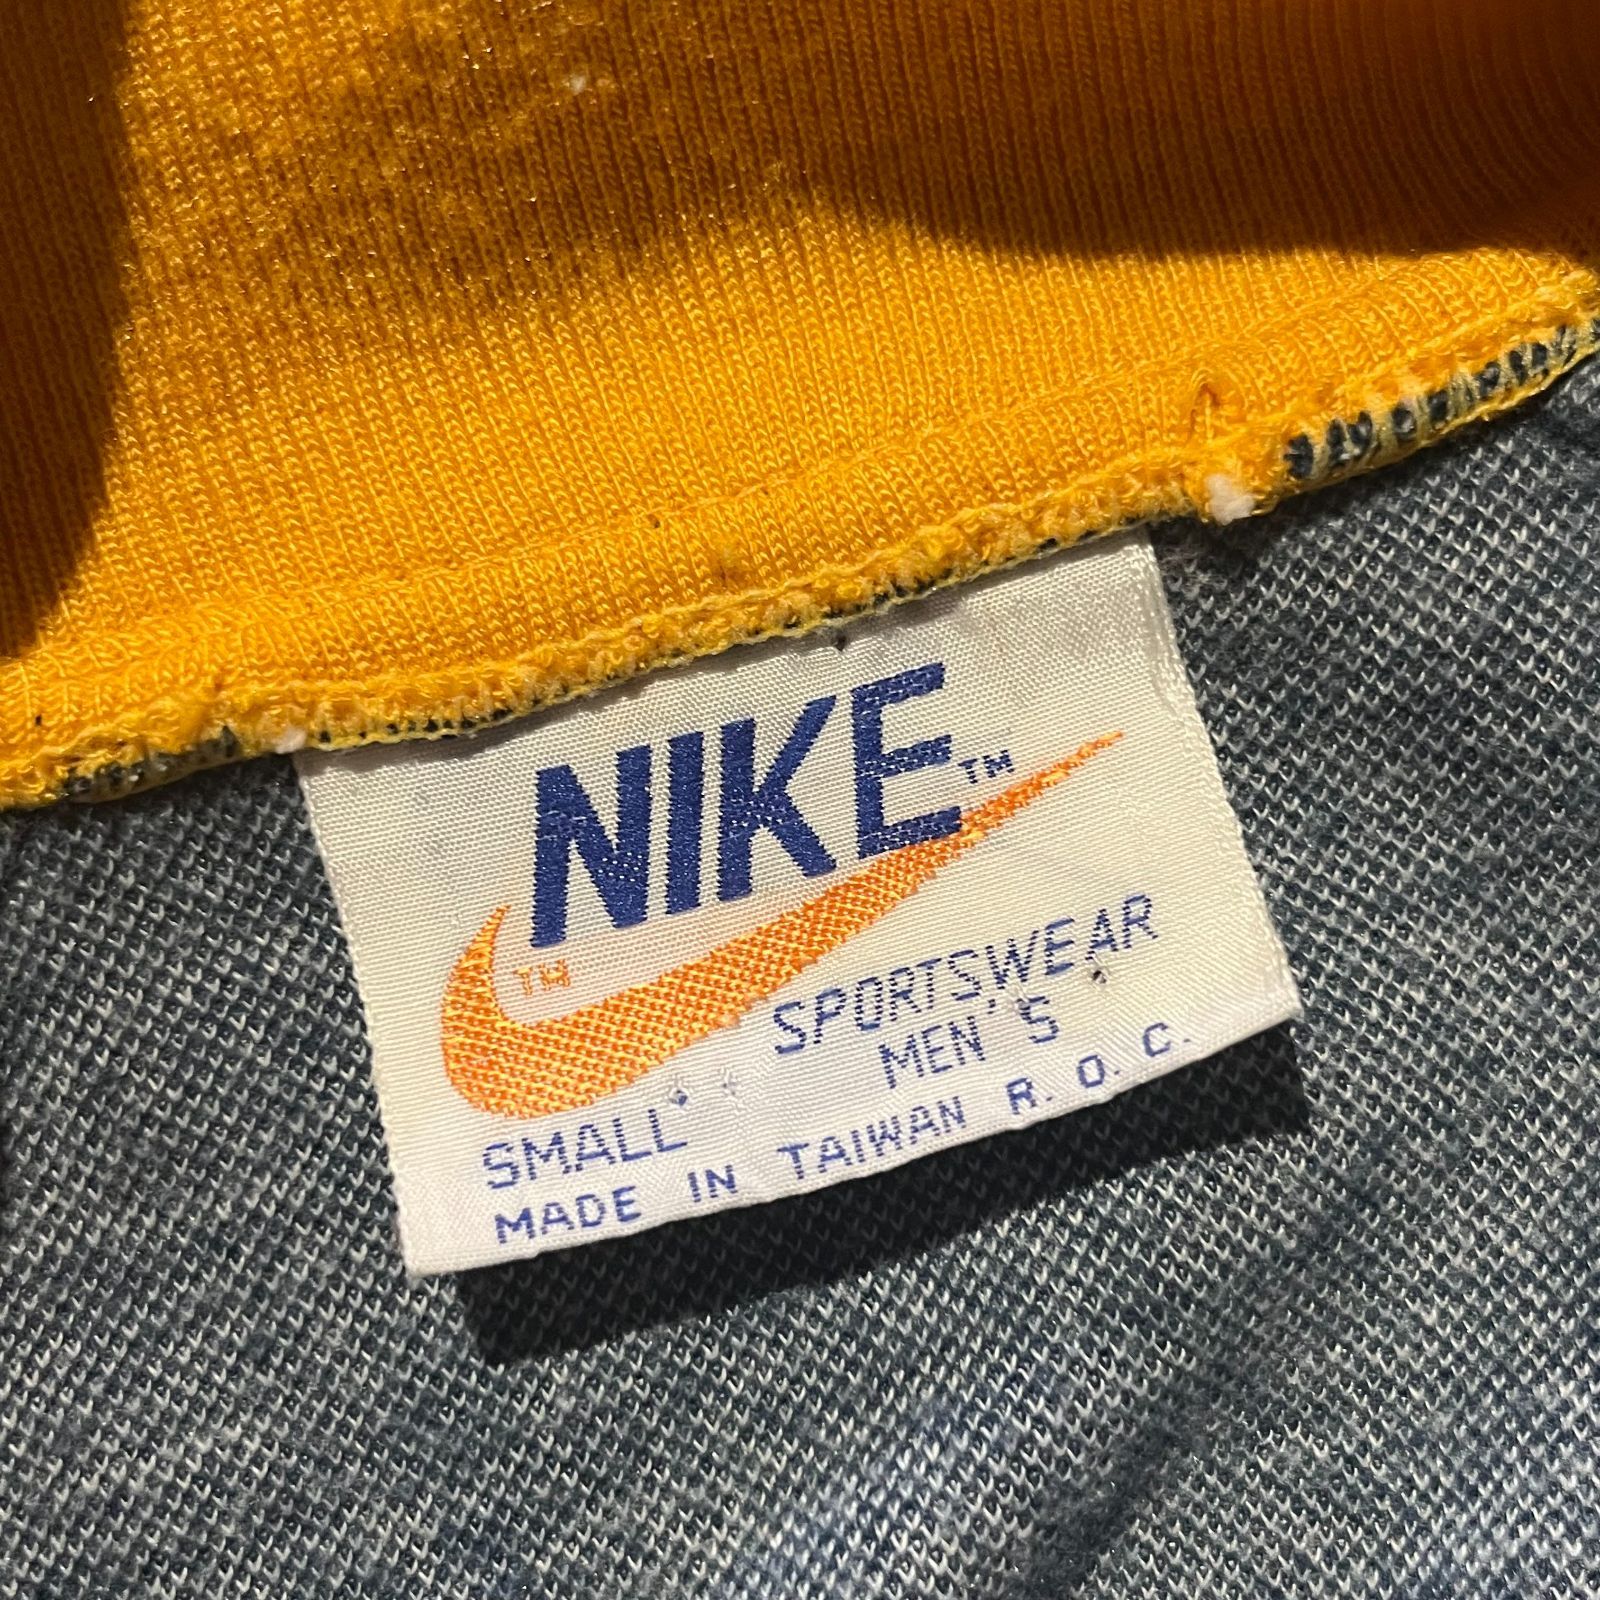 NIKE™
™
SPORTSWEAR
MEN'S
SMALL
MADE IN TAIWAN R.O.C.